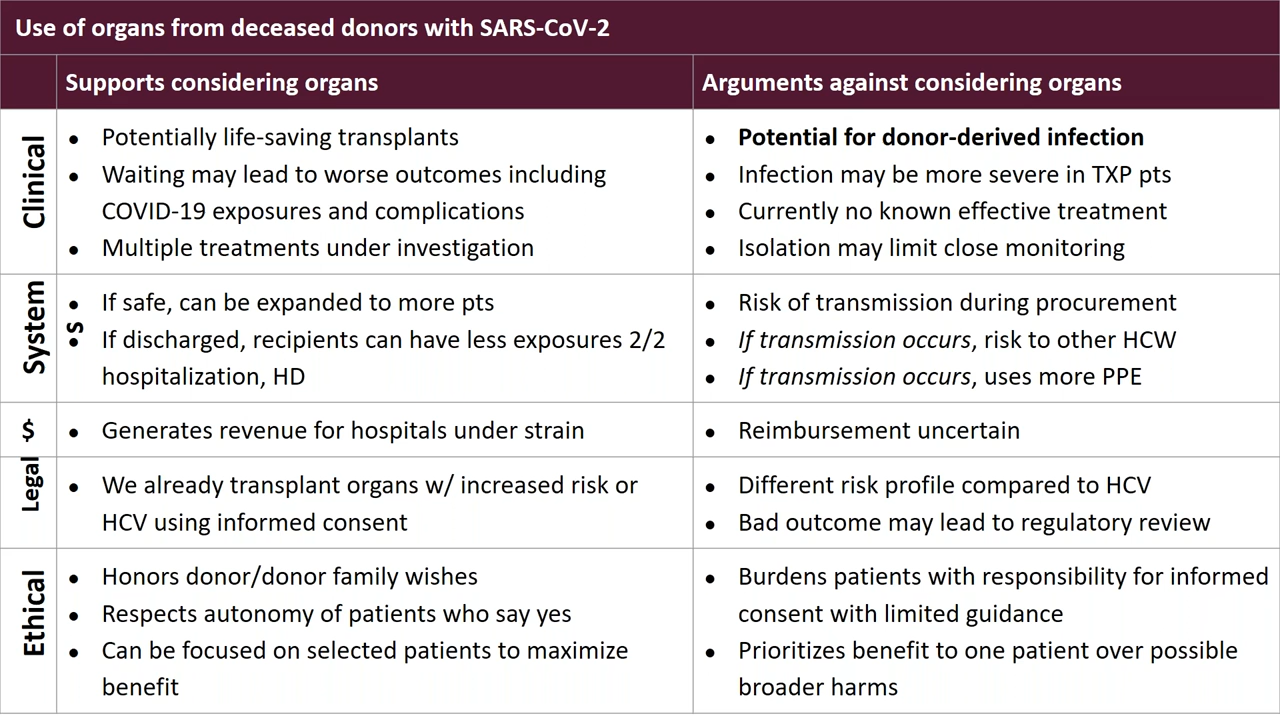 Use of organs from deceased donors with SARS-CoV-2
Supports considering organs
Arguments against considering organs
Clinical
• Potentially life-saving transplants
• Waiting may lead to worse outcomes including
COVID-19 exposures and complications
• Multiple treatments under investigation
• Potential for donor-derived infection
• Infection may be more severe in TXP pts
• Currently no known effective treatment
• Isolation may limit close monitoring
System
s
• If safe, can be expanded to more pts
• If discharged, recipients can have less exposures 2/2
hospitalization, HD
• Risk of transmission during procurement
• If transmission occurs, risk to other HCW
• If transmission occurs, uses more PPE
$
• Generates revenue for hospitals under strain
• Reimbursement uncertain
Legal
• We already transplant organs w/ increased risk or
HCV using informed consent
• Different risk profile compared to HCV
• Bad outcome may lead to regulatory review
Ethical
• Honors donor/donor family wishes
• Respects autonomy of patients who say yes
• Can be focused on selected patients to maximize
benefit
• Burdens patients with responsibility for informed
consent with limited guidance
• Prioritizes benefit to one patient over possible
broader harms